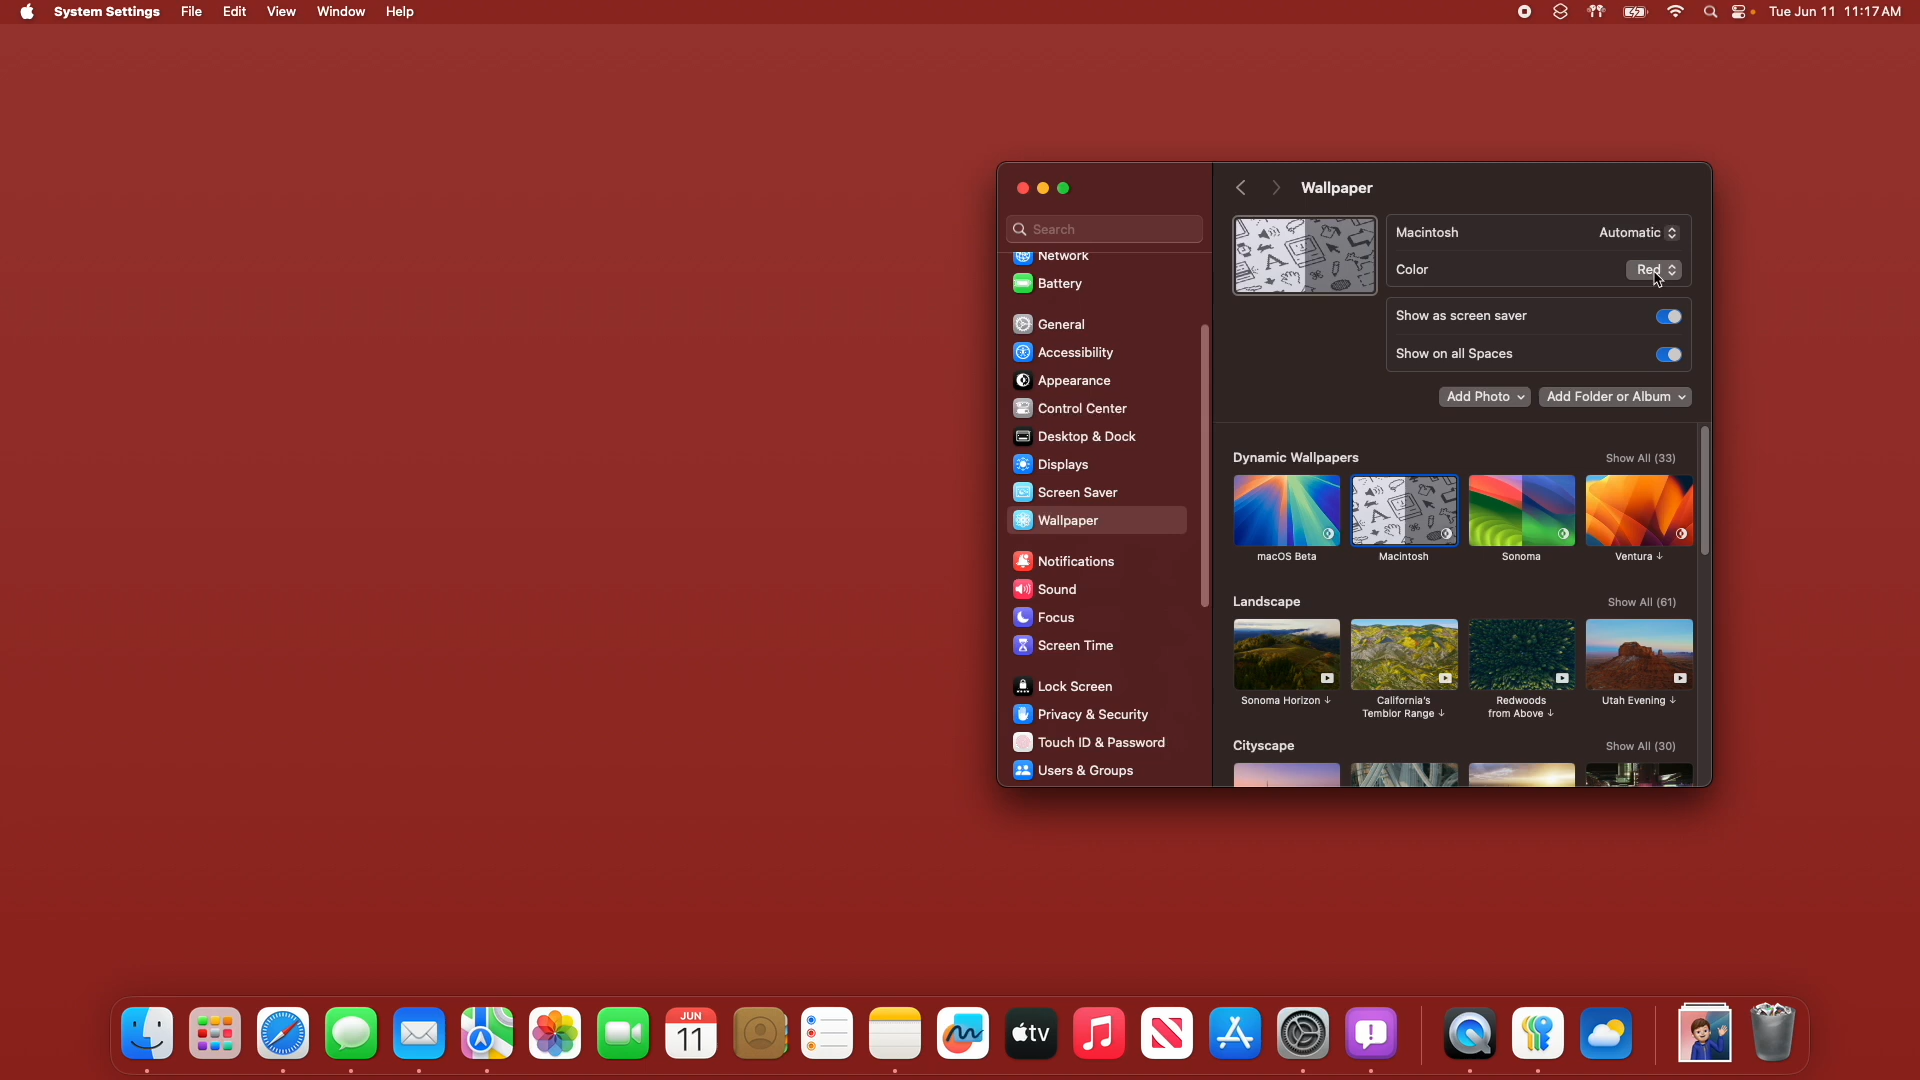 System Settings File Edit View Window Help Tue Jun 11 11:17 AM
Search
Network
Battery
General
Accessibility
Appearance
Control Center
Desktop & Dock
Displays
Screen Saver
Wallpaper
Notifications
Sound
Focus
Screen Time
Lock Screen
Privacy & Security
Touch ID & Password
Users & Groups
Wallpaper
Macintosh Automatic
Color Red
Show as screen saver
Show on all Spaces
Add Photo Add Folder or Album
Dynamic Wallpapers Show All (33)
macOS Beta Macintosh Sonoma Ventura ↓
Landscape Show All (61)
Sonoma Horizon ↓ California's Redwoods Utah Evening ↓
Temblor Range ↓ from Above ↓
Cityscape Show All (30)
JUN
11
tv